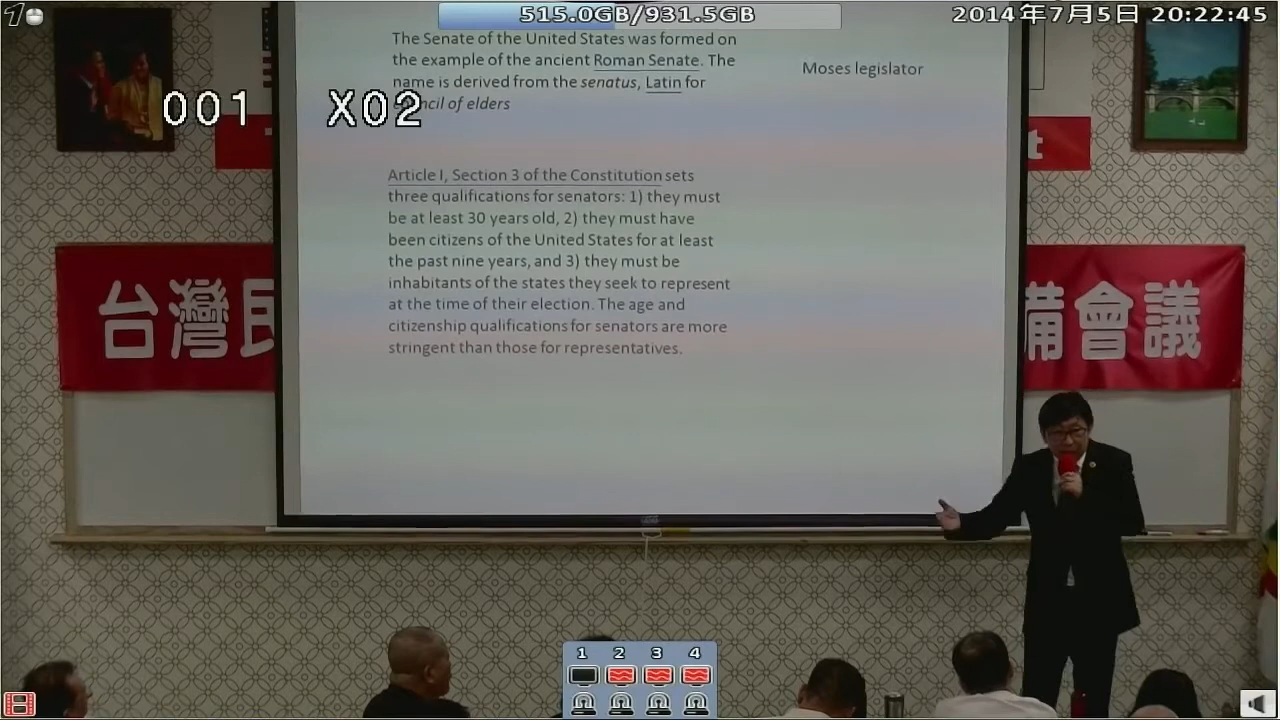 515.0GB/931.5GB
2014年7月5日 20:22:45
The Senate of the United States was formed on
the example of the ancient Roman Senate. The
name is derived from the senatus, Latin for
of elders
Moses legislator
001 X02
t
Article I, Section 3 of the Constitution sets
three qualifications for senators: 1) they must
be at least 30 years old, 2) they must have
been citizens of the United States for at least
the past nine years, and 3) they must be
inhabitants of the states they seek to represent
at the time of their election. The age and
citizenship qualifications for senators are more
stringent than those for representatives.
台灣民 備會議
1 2 3 4